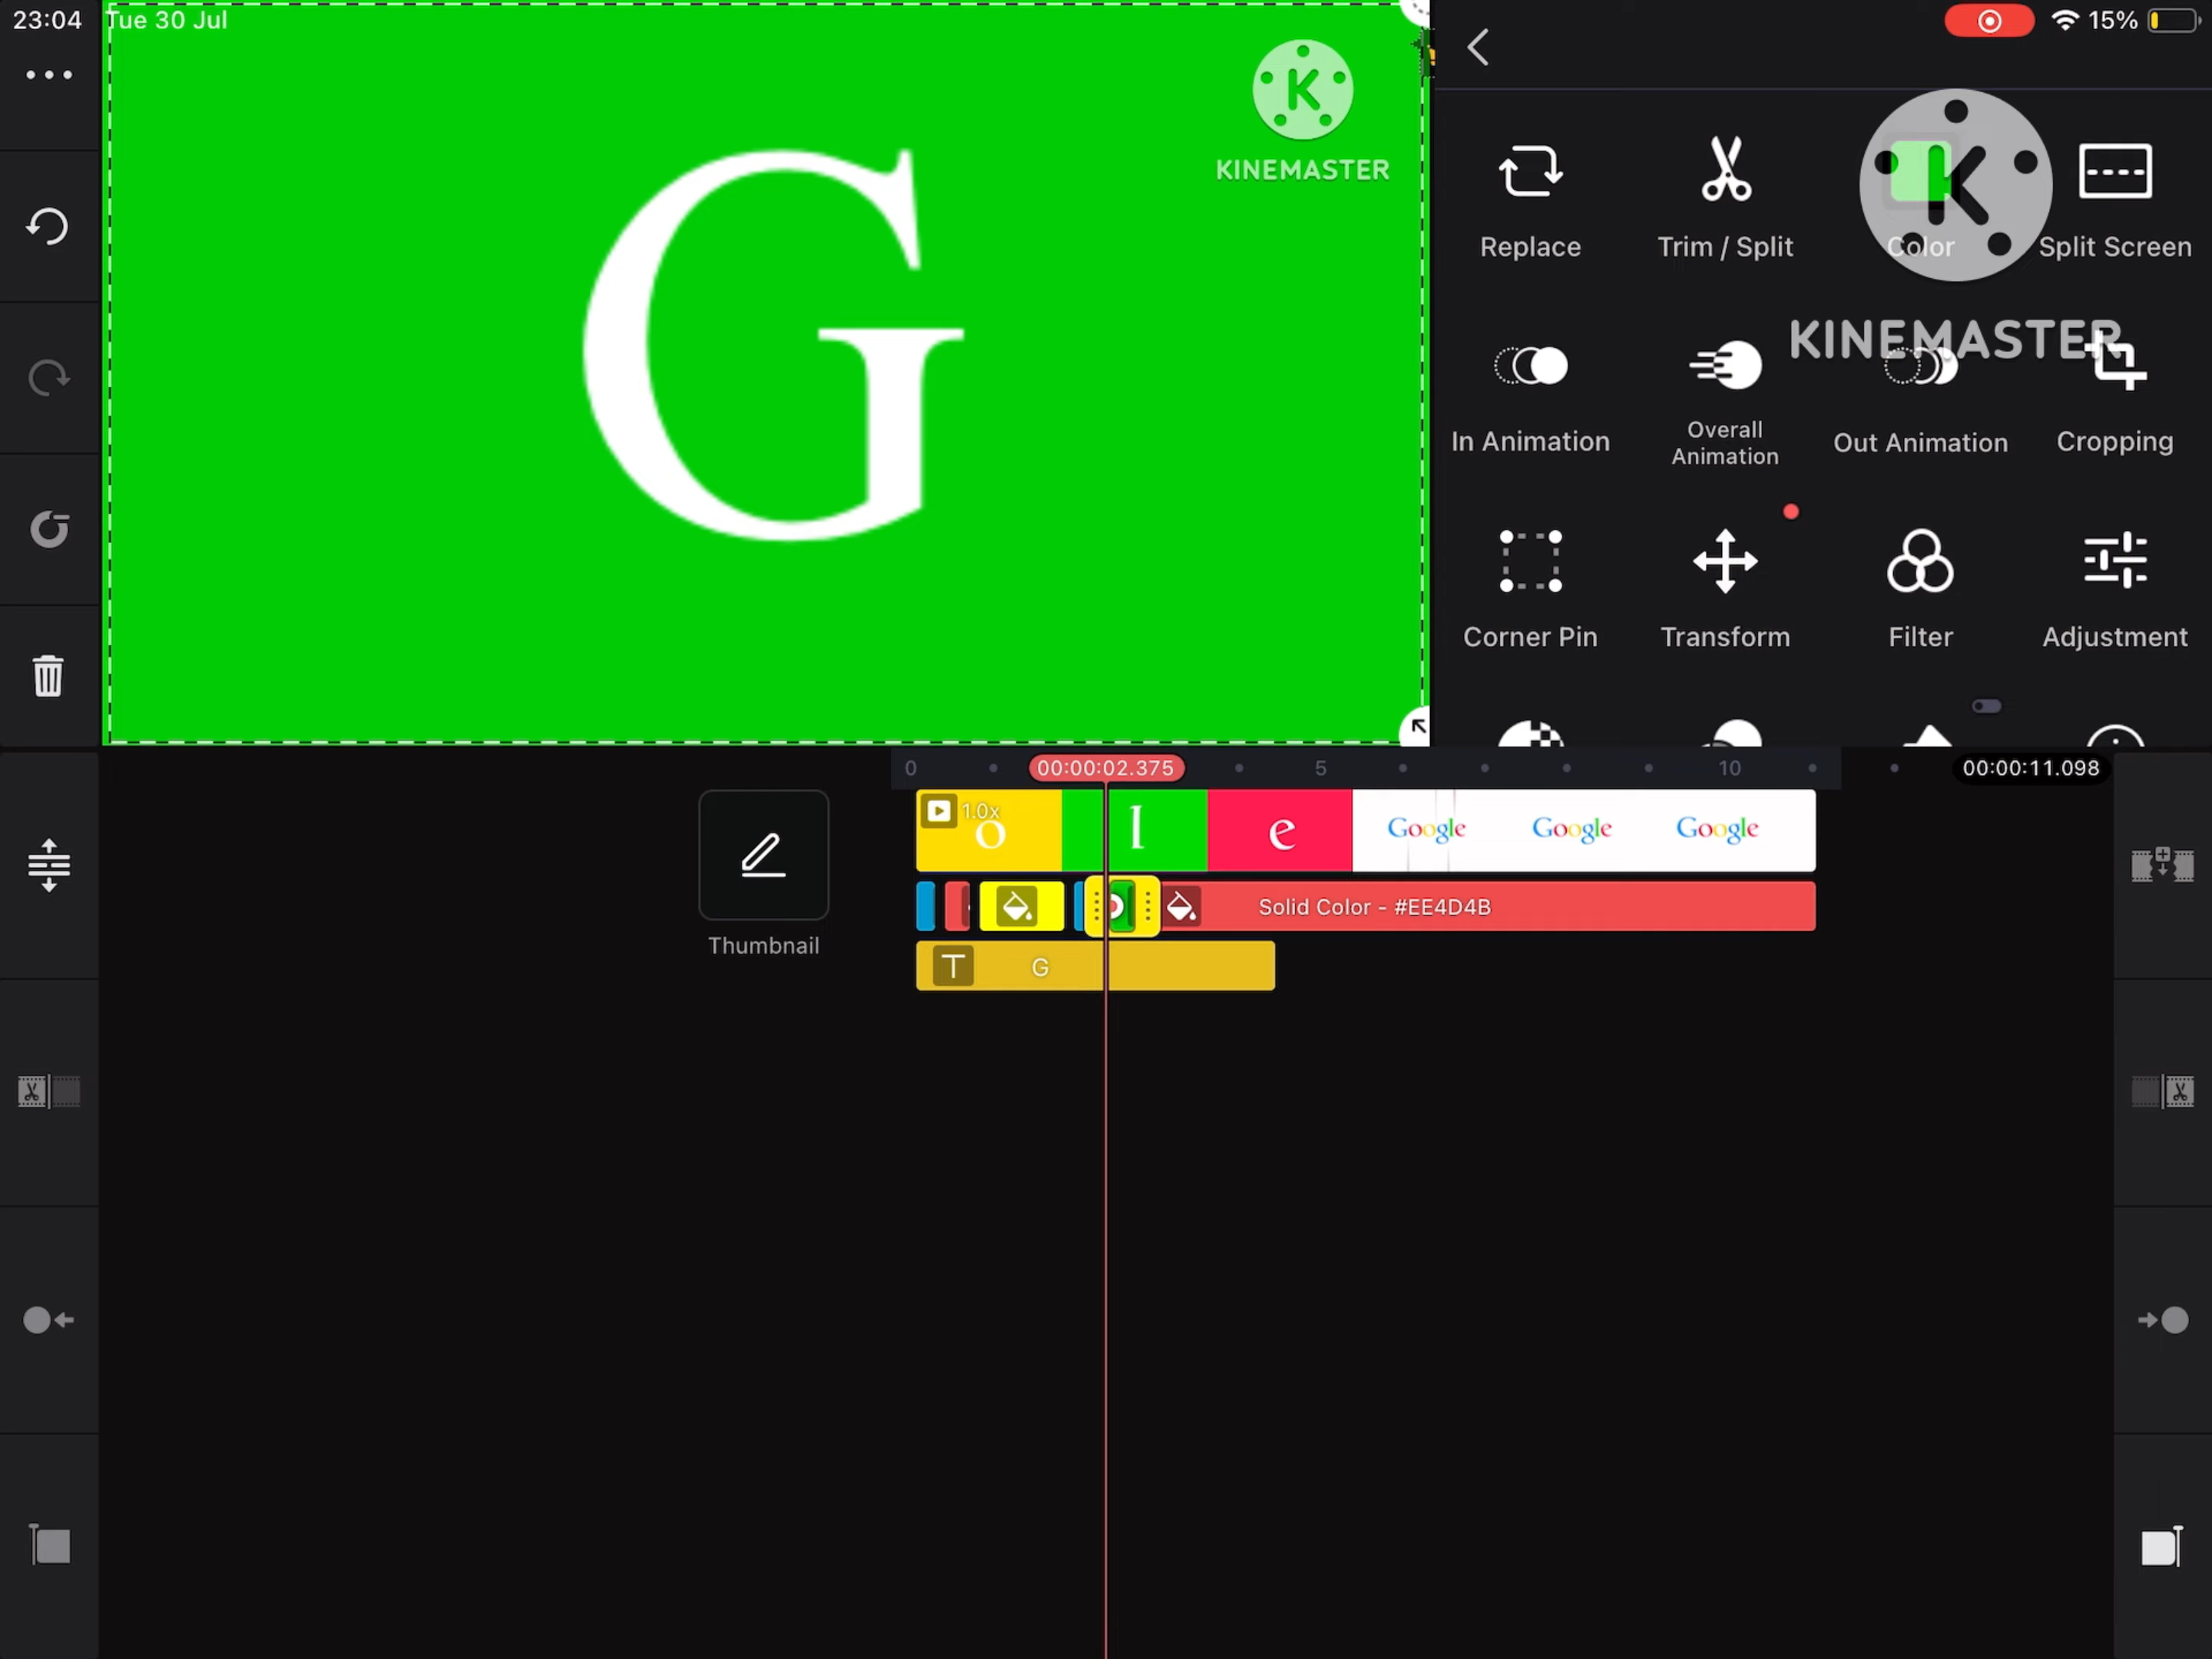 23:04
Tue 30 Jul
15%
K
KINEMASTER
G
K
KINEMASTER
Replace
Trim / Split
Color
Split Screen
In Animation
Overall
Animation
Out Animation
Cropping
Corner Pin
Transform
Filter
Adjustment
0
00:00:02.375
5
10
00:00:11.098
1.0x
o
l
e
Google
Google
Google
Thumbnail
Solid Color - #EE4D4B
T
G